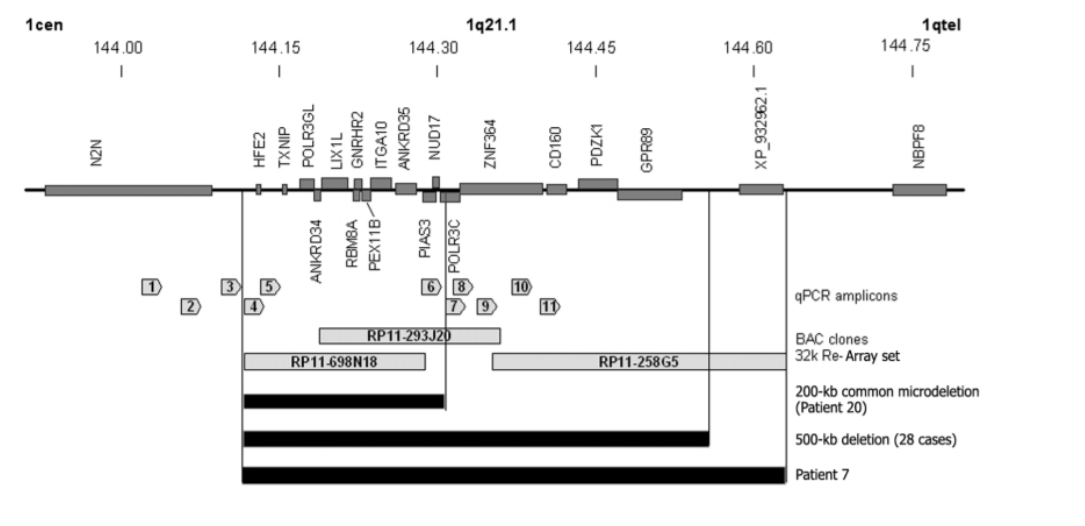 1cen 1q21.1 1qtel
144.00 144.15 144.30 144.45 144.60 144.75
N2N HFE2 TXNIP POLR3GL LIX1L GNRHR2 ITGA10 ANKRD35 NUD17 ZNF364 CD160 PDZK1 GPR89 XP_932962.1 NBPF8
ANKRD34 RBM8A PEX11B PIAS3 POLR3C
1 3 5 6 8 10
qPCR amplicons
2 4 7 9 11
RP11-293J20
BAC clones
RP11-698N18 RP11-258G5 32k Re-Array set
200-kb common microdeletion
(Patient 20)
500-kb deletion (28 cases)
Patient 7